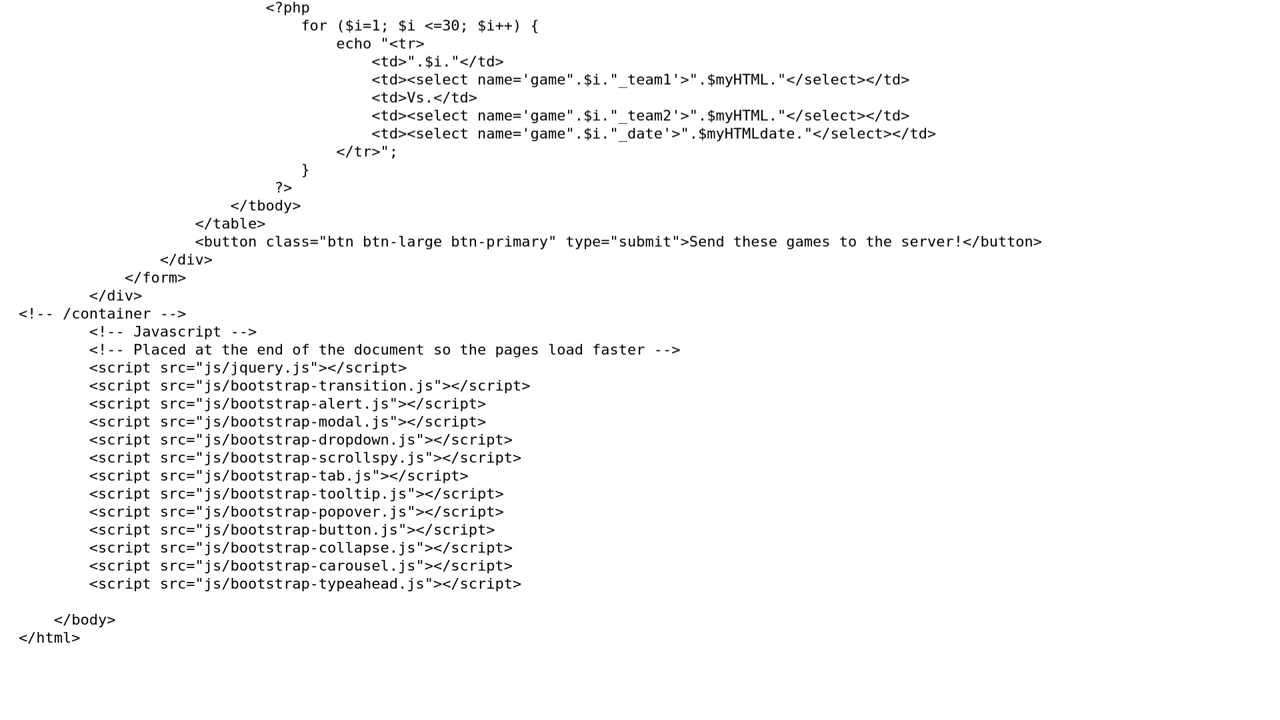 <?php
for ($i=1; $i <=30; $i++) {
echo "<tr>
<td>".$i."</td>
<td><select name='game".$i."_team1'>".$myHTML."</select></td>
<td>Vs.</td>
<td><select name='game".$i."_team2'>".$myHTML."</select></td>
<td><select name='game".$i."_date'>".$myHTMLdate."</select></td>
</tr>";
}
?>
</tbody>
</table>
<button class="btn btn-large btn-primary" type="submit">Send these games to the server!</button>
</div>
</form>
</div>
<!-- /container -->
<!-- Javascript -->
<!-- Placed at the end of the document so the pages load faster -->
<script src="js/jquery.js"></script>
<script src="js/bootstrap-transition.js"></script>
<script src="js/bootstrap-alert.js"></script>
<script src="js/bootstrap-modal.js"></script>
<script src="js/bootstrap-dropdown.js"></script>
<script src="js/bootstrap-scrollspy.js"></script>
<script src="js/bootstrap-tab.js"></script>
<script src="js/bootstrap-tooltip.js"></script>
<script src="js/bootstrap-popover.js"></script>
<script src="js/bootstrap-button.js"></script>
<script src="js/bootstrap-collapse.js"></script>
<script src="js/bootstrap-carousel.js"></script>
<script src="js/bootstrap-typeahead.js"></script>
</body>
</html>